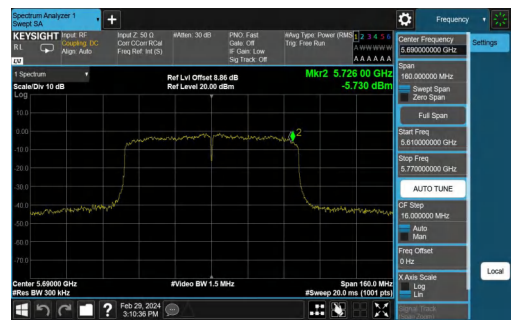 Spectrum Analyzer 1
Swept SA
Frequency
KEYSIGHT
RL
Input: RF
Coupling: DC
Align: Auto
Input Z: 50 Ω
Corr CCorr RCal
Freq Ref: Int (S)
#Atten: 30 dB
PNO: Fast
Gate: Off
IF Gain: Low
Sig Track: Off
#Avg Type: Power (RMS)
Trig: Free Run
1 2 3 4 5 6
A W W W W W
A A A A A A
LV
1 Spectrum
Scale/Div 10 dB
Log
Ref Lvl Offset 8.86 dB
Ref Level 20.00 dBm
Mkr2 5.726 00 GHz
-5.730 dBm
10.0
0.00
-10.0
-20.0
-30.0
-40.0
-50.0
-60.0
-70.0
2
Center 5.69000 GHz
#Res BW 300 kHz
#Video BW 1.5 MHz
Span 160.0 MHz
#Sweep 20.0 ms (1001 pts)
Center Frequency
5.690000000 GHz
Span
160.000000 MHz
Swept Span
Zero Span
Full Span
Start Freq
5.610000000 GHz
Stop Freq
5.770000000 GHz
AUTO TUNE
CF Step
16.000000 MHz
Auto
Man
Freq Offset
0 Hz
X Axis Scale
Log
Lin
Signal Track
Settings
Local
Feb 29, 2024
3:10:36 PM